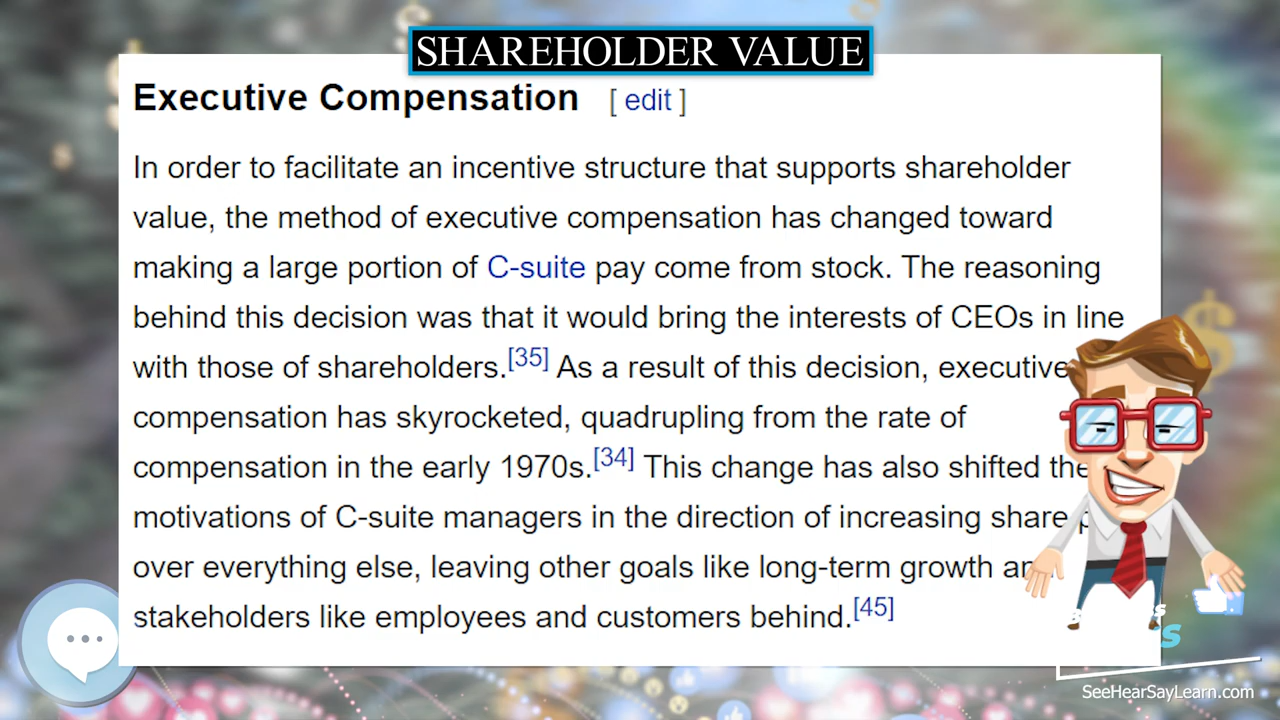 SHAREHOLDER VALUE
Executive Compensation [ edit ]
In order to facilitate an incentive structure that supports shareholder
value, the method of executive compensation has changed toward
making a large portion of C-suite pay come from stock. The reasoning
behind this decision was that it would bring the interests of CEOs in line
with those of shareholders.[35] As a result of this decision, executive
compensation has skyrocketed, quadrupling from the rate of
compensation in the early 1970s.[34] This change has also shifted the
motivations of C-suite managers in the direction of increasing share
over everything else, leaving other goals like long-term growth
stakeholders like employees and customers behind.[45]
SeeHearSayLearn.com